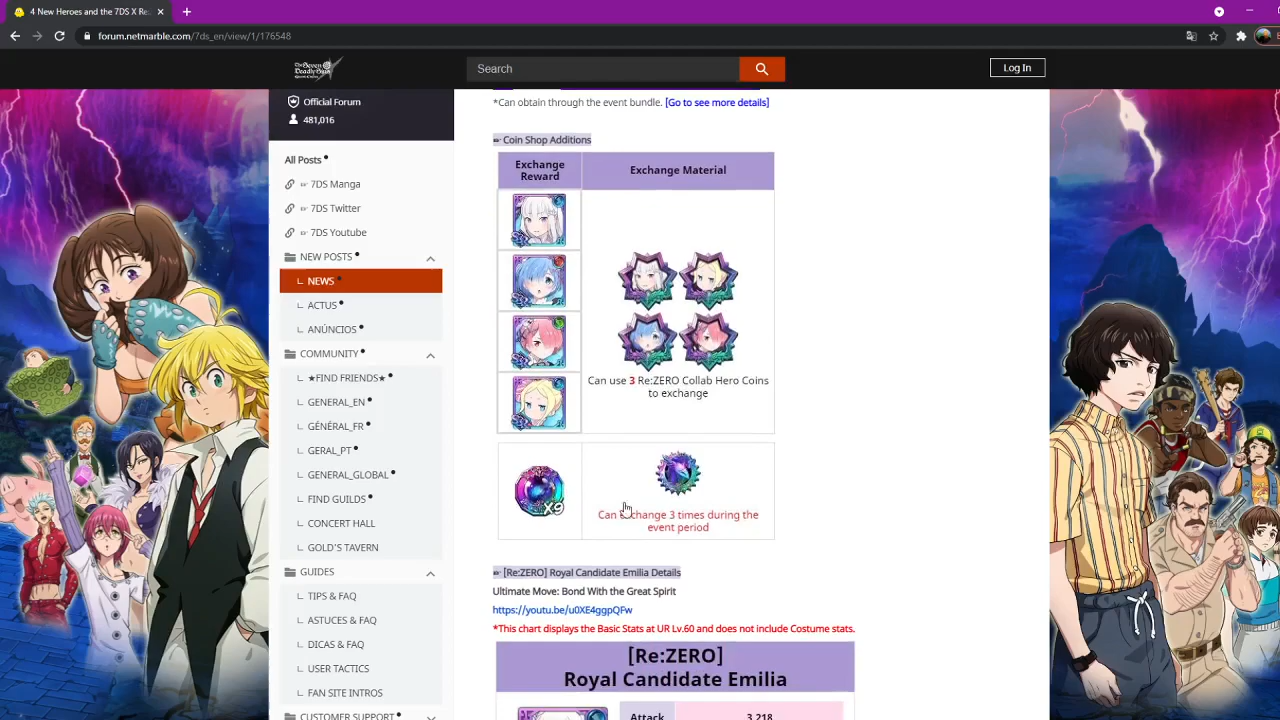 4 New Heroes and the 7DS X Re:
forum.netmarble.com/7ds_en/view/1/176548
Search
Log In
Official Forum
481,016
All Posts
☞ 7DS Manga
☞ 7DS Twitter
☞ 7DS Youtube
NEW POSTS
NEWS
ACTUS
ANÚNCIOS
COMMUNITY
★FIND FRIENDS★
GENERAL_EN
GÉNÉRAL_FR
GERAL_PT
GENERAL_GLOBAL
FIND GUILDS
CONCERT HALL
GOLD'S TAVERN
GUIDES
TIPS & FAQ
ASTUCES & FAQ
DICAS & FAQ
USER TACTICS
FAN SITE INTROS
CUSTOMER SUPPORT
*Can obtain through the event bundle. [Go to see more details]
Coin Shop Additions
Exchange Reward
Exchange Material
Can use 3 Re:ZERO Collab Hero Coins
to exchange
X9
Can exchange 3 times during the
event period
[Re:ZERO] Royal Candidate Emilia Details
Ultimate Move: Bond With the Great Spirit
https://youtu.be/u0XE4ggpQFw
*This chart displays the Basic Stats at UR Lv.60 and does not include Costume stats.
[Re:ZERO]
Royal Candidate Emilia
Attack 3,218